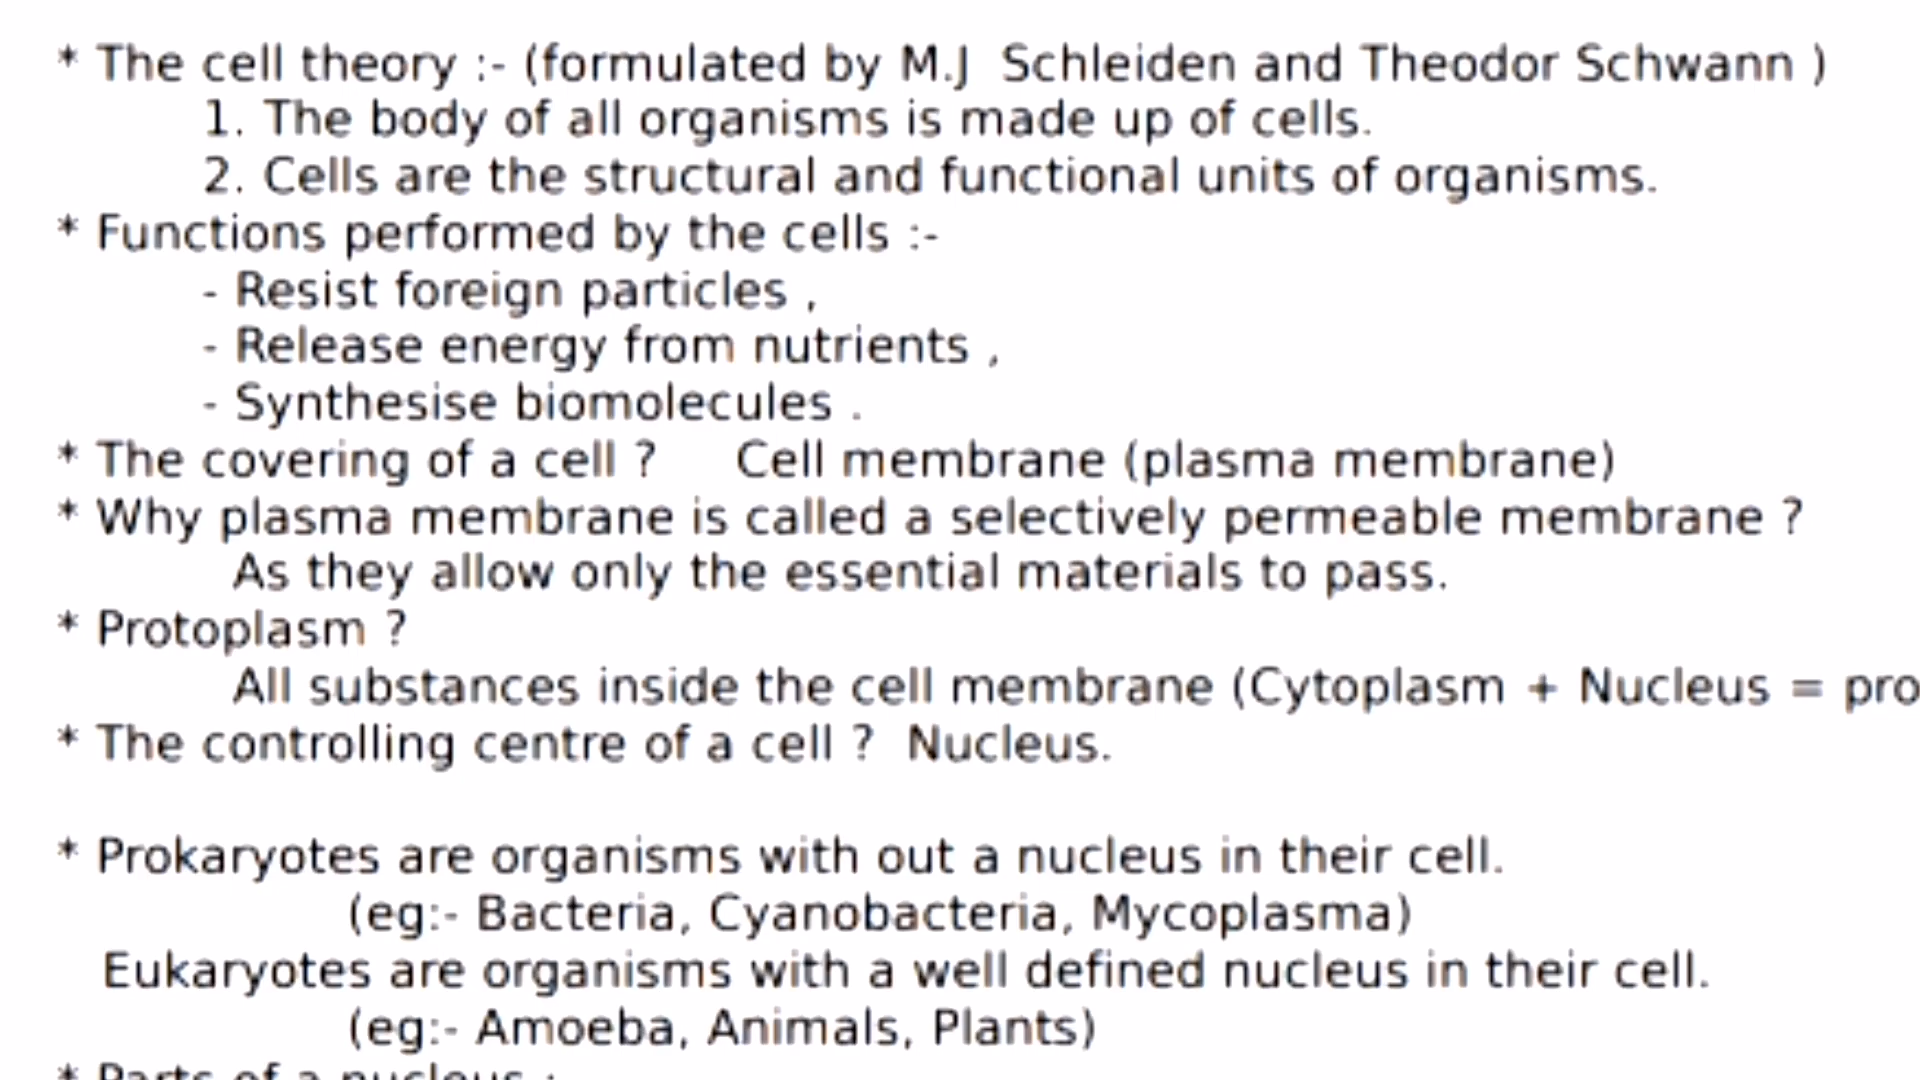 * The cell theory :- (formulated by M.J Schleiden and Theodor Schwann )
1. The body of all organisms is made up of cells.
2. Cells are the structural and functional units of organisms.
* Functions performed by the cells :-
- Resist foreign particles ,
- Release energy from nutrients ,
- Synthesise biomolecules .
* The covering of a cell ? Cell membrane (plasma membrane)
* Why plasma membrane is called a selectively permeable membrane ?
As they allow only the essential materials to pass.
* Protoplasm ?
All substances inside the cell membrane (Cytoplasm + Nucleus = pro
* The controlling centre of a cell ? Nucleus.
* Prokaryotes are organisms with out a nucleus in their cell.
(eg:- Bacteria, Cyanobacteria, Mycoplasma)
Eukaryotes are organisms with a well defined nucleus in their cell.
(eg:- Amoeba, Animals, Plants)
* Parts of a nucleus :